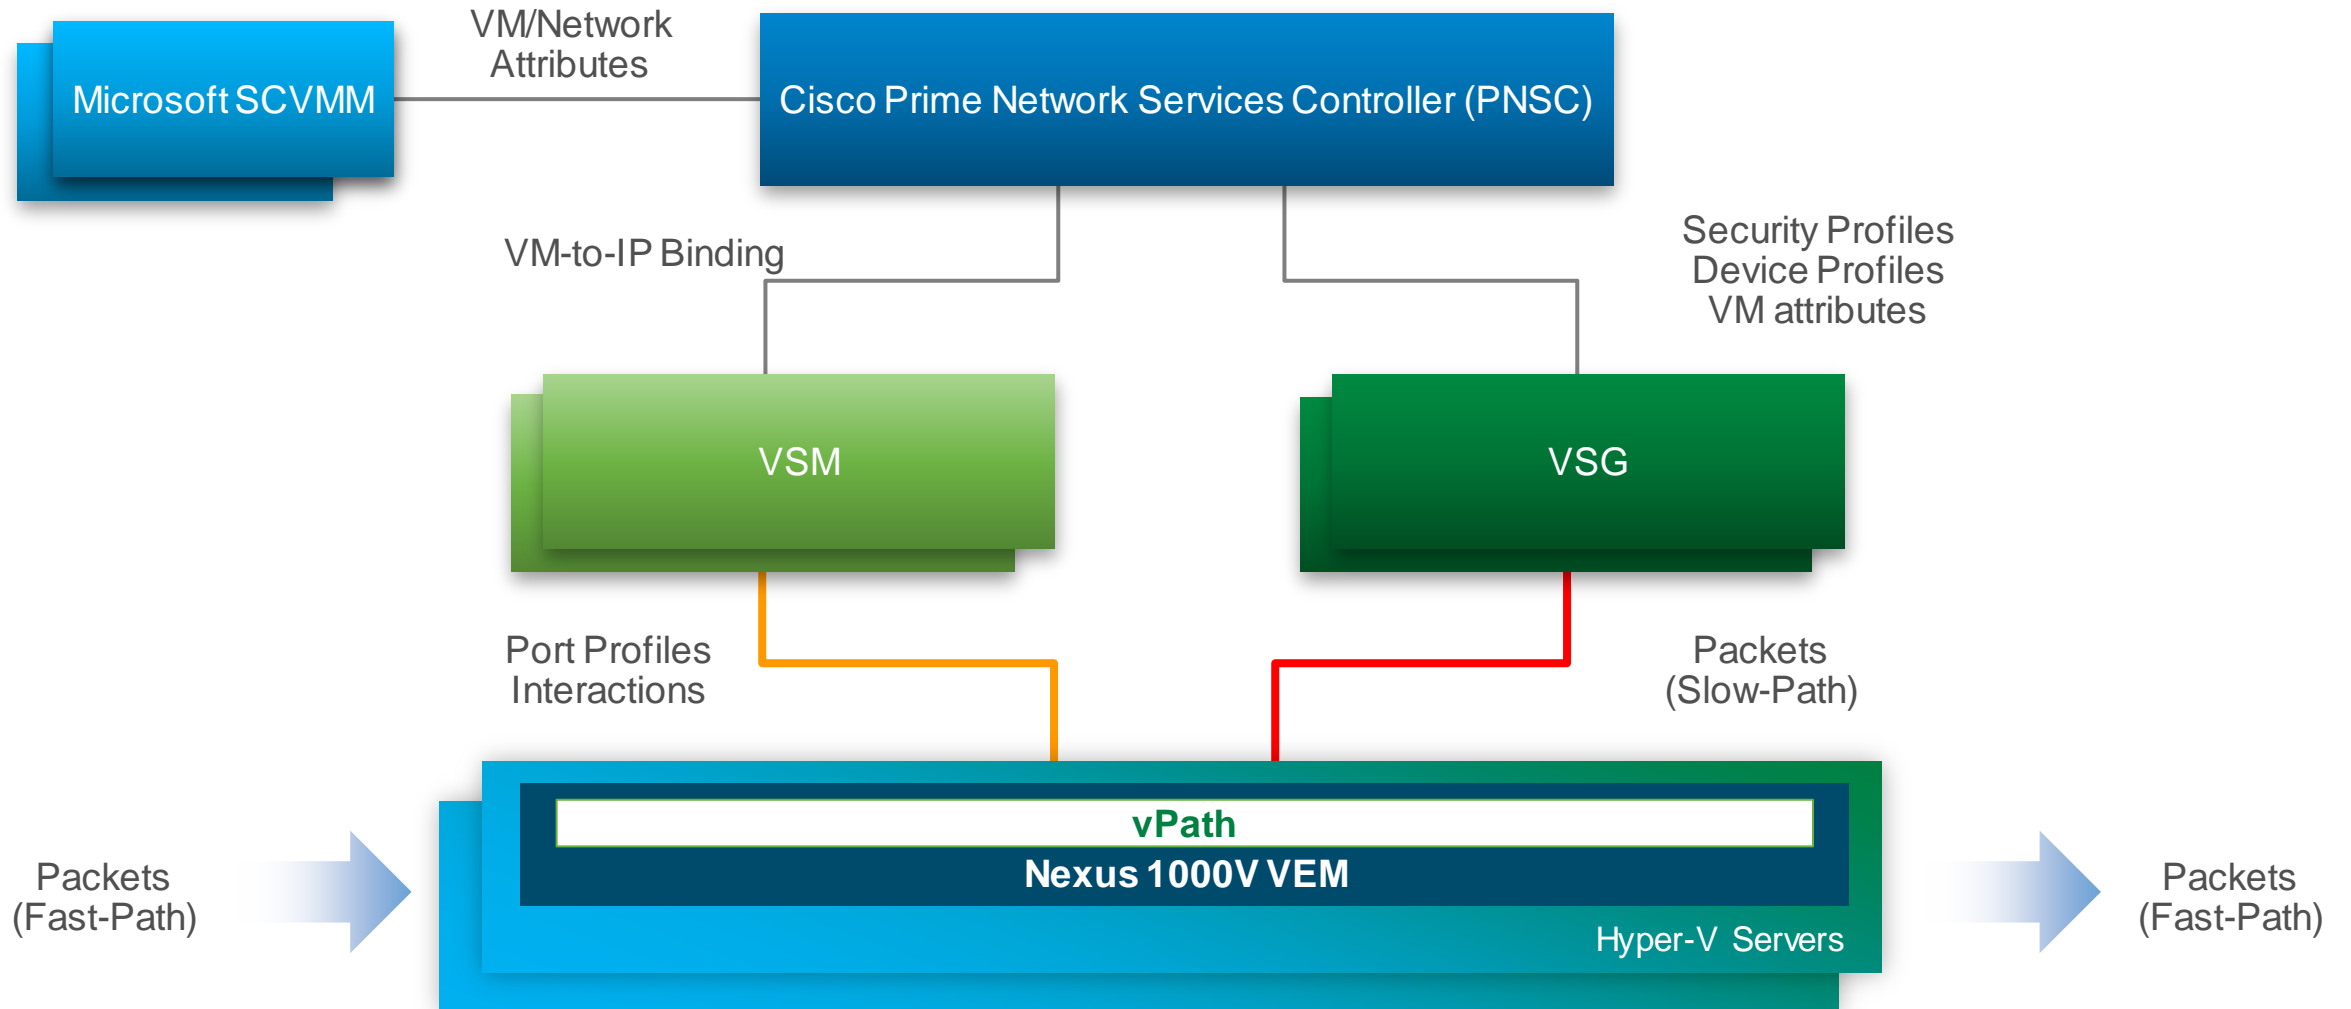 VM/Network
Attributes
Microsoft SCVMM
Cisco Prime Network Services Controller (PNSC)
VM-to-IP Binding
Security Profiles
Device Profiles
VM attributes
VSM
VSG
Port Profiles
Interactions
Packets
(Slow-Path)
vPath
Nexus 1000V VEM
Packets
(Fast-Path)
Hyper-V Servers
Packets
(Fast-Path)